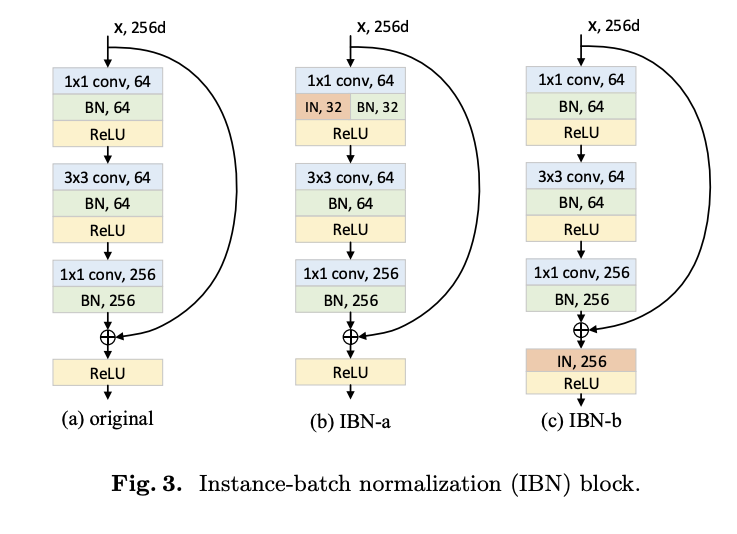 x, 256d
1x1 conv, 64
BN, 64
ReLU
3x3 conv, 64
BN, 64
ReLU
1x1 conv, 256
BN, 256
ReLU
(a) original
x, 256d
1x1 conv, 64
IN, 32 BN, 32
ReLU
3x3 conv, 64
BN, 64
ReLU
1x1 conv, 256
BN, 256
ReLU
(b) IBN-a
x, 256d
1x1 conv, 64
BN, 64
ReLU
3x3 conv, 64
BN, 64
ReLU
1x1 conv, 256
BN, 256
IN, 256
ReLU
(c) IBN-b
Fig. 3. Instance-batch normalization (IBN) block.